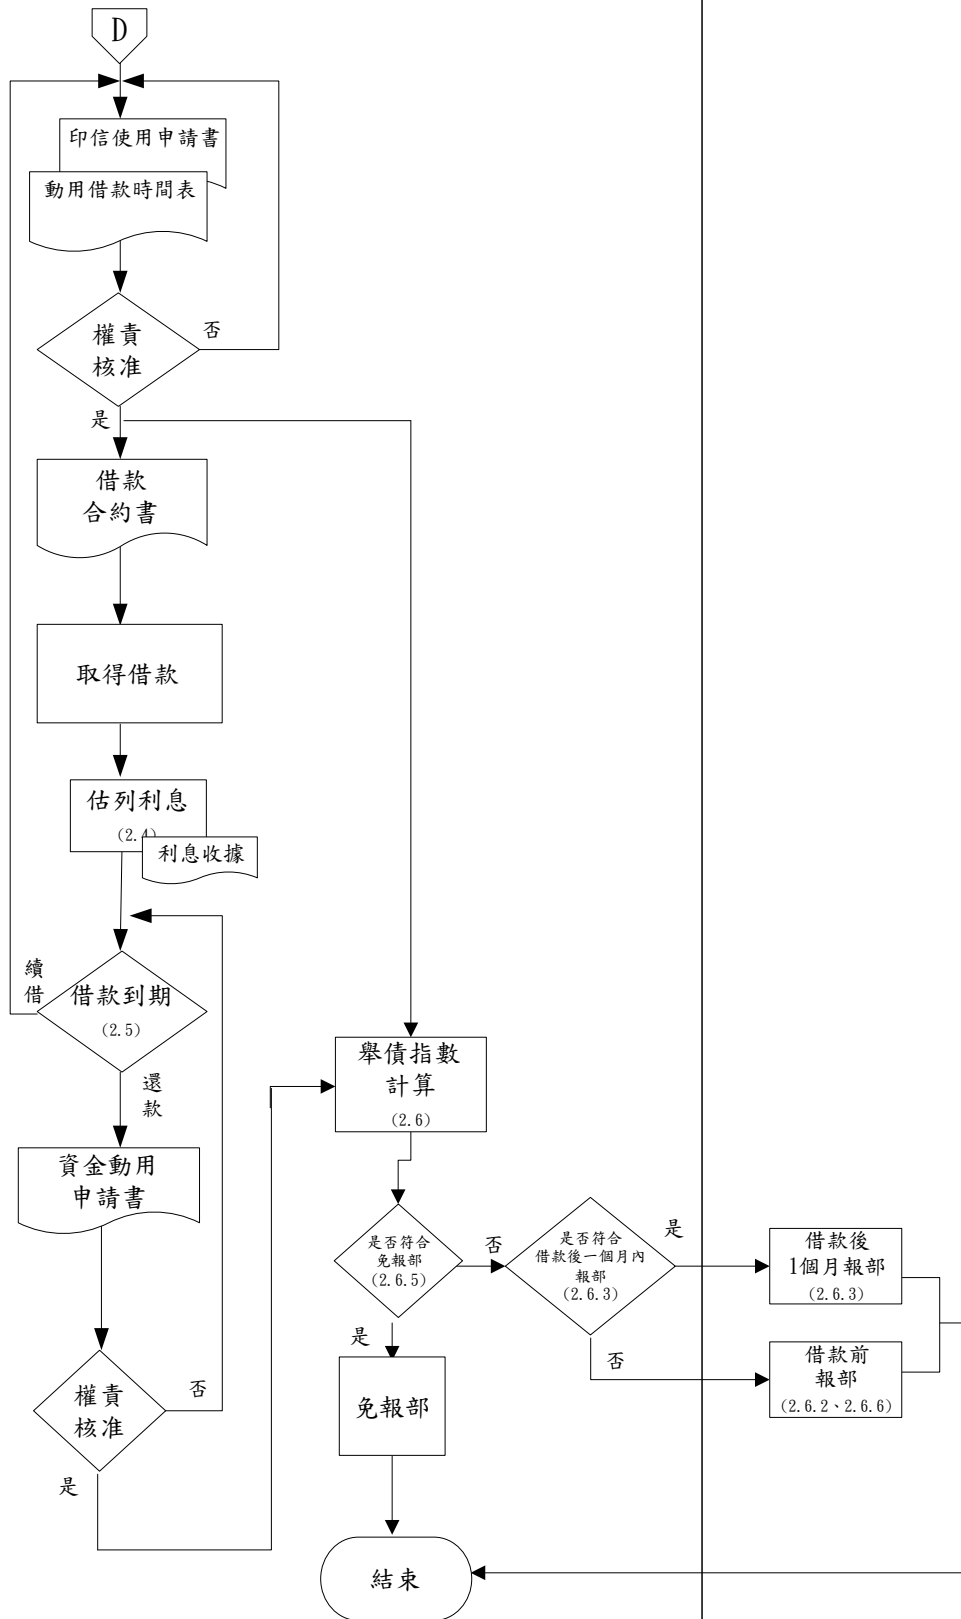 D
印信使用申請書
動用借款時間表
權責
核准
否
是
借款
合約書
取得借款
估列利息
(2.4)
利息收據
續
借
借款到期
(2.5)
還
款
資金動用
申請書
權責
核准
否
是
舉債指數
計算
(2.6)
是否符合
免報部
(2.6.5)
否
是
免報部
結束
是否符合
借款後一個月內
報部
(2.6.3)
是
否
借款後
1個月報部
(2.6.3)
借款前
報部
(2.6.2、2.6.6)